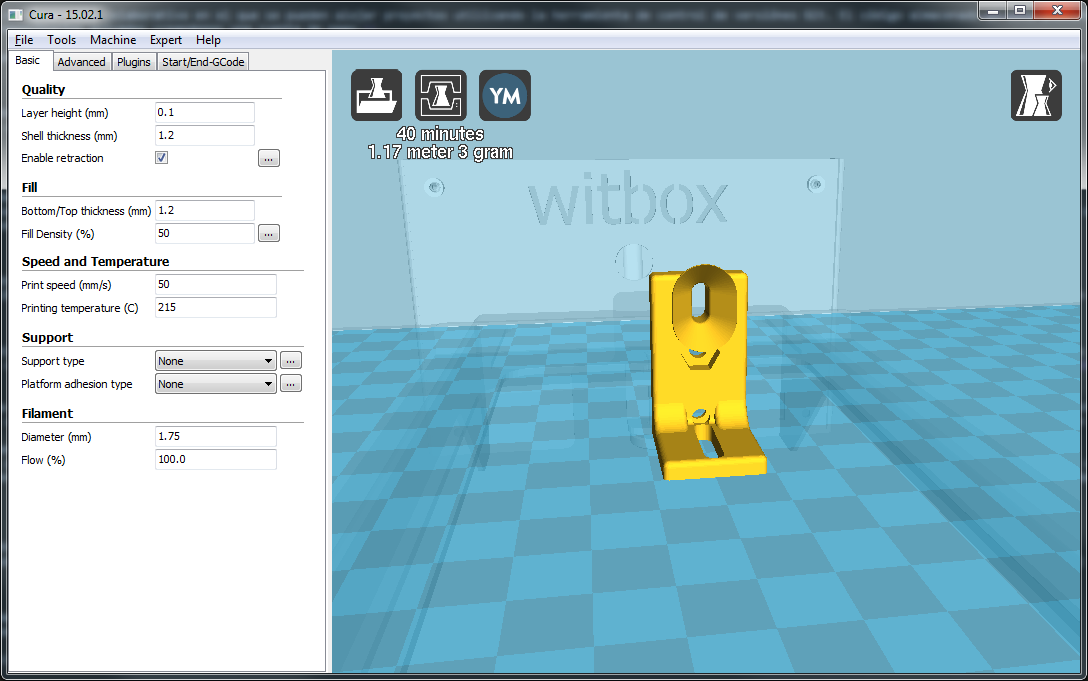 Cura - 15.02.1
File Tools Machine Expert Help
Basic Advanced Plugins Start/End-GCode
Quality
Layer height (mm) 0.1
Shell thickness (mm) 1.2
Enable retraction ...
Fill
Bottom/Top thickness (mm) 1.2
Fill Density (%) 50 ...
Speed and Temperature
Print speed (mm/s) 50
Printing temperature (C) 215
Support
Support type None ...
Platform adhesion type None ...
Filament
Diameter (mm) 1.75
Flow (%) 100.0
YM
40 minutes
1.17 meter 3 gram
witbox